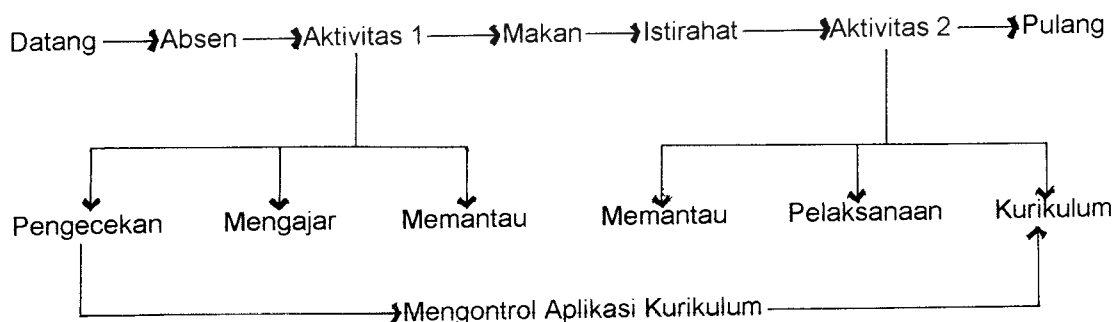 Datang Absen Aktivitas 1 Makan Istirahat Aktivitas 2 Pulang
Pengecekan Mengajar Memantau Memantau Pelaksanaan Kurikulum
Mengontrol Aplikasi Kurikulum